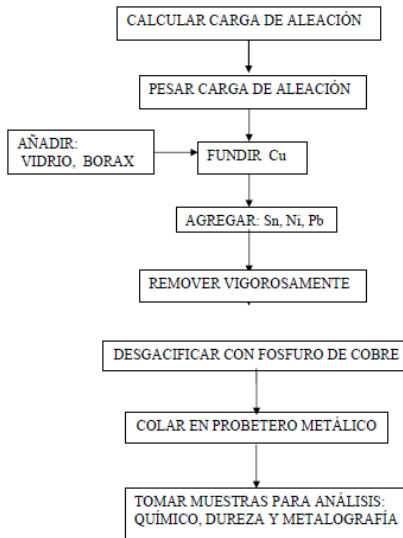 CALCULAR CARGA DE ALEACIÓN
PESAR CARGA DE ALEACIÓN
AÑADIR:
VIDRIO, BORAX
FUNDIR Cu
AGREGAR: Sn, Ni, Pb
REMOVER VIGOROSAMENTE
DESGACIFICAR CON FOSFURO DE COBRE
COLAR EN PROBETERO METÁLICO
TOMAR MUESTRAS PARA ANÁLISIS:
QUÍMICO, DUREZA Y METALOGRAFÍA